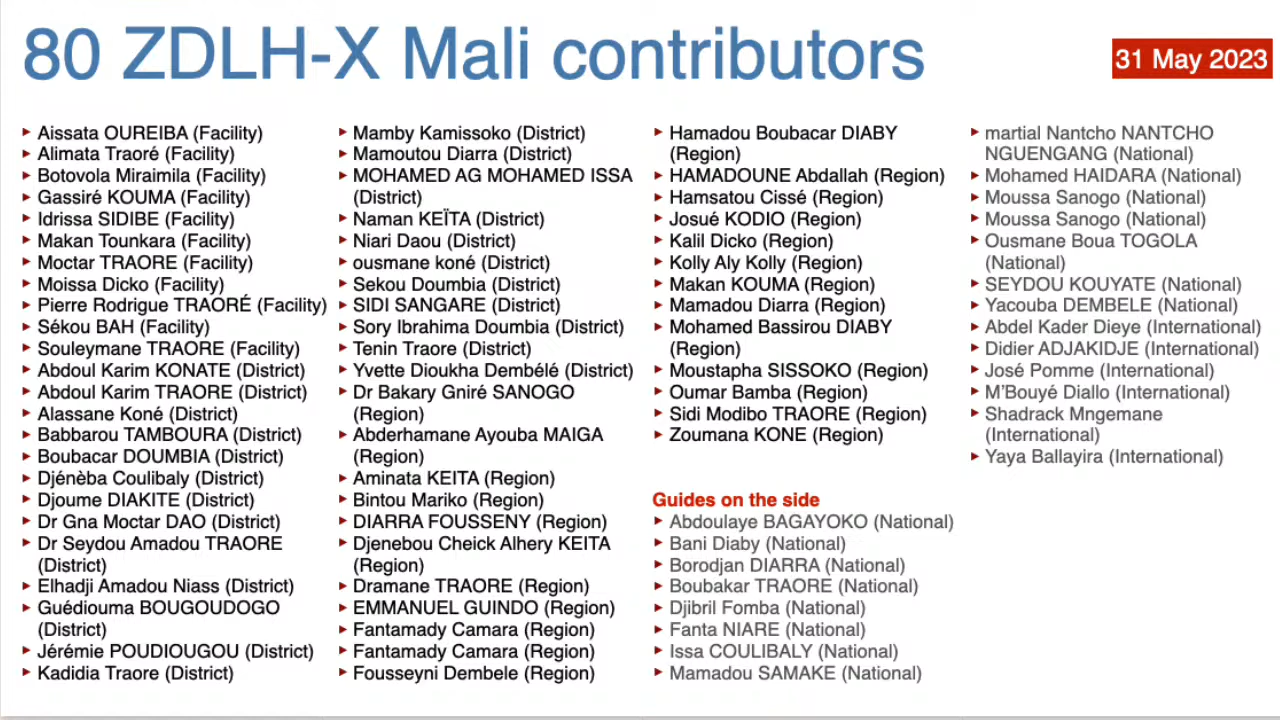 80 ZDLH-X Mali contributors
31 May 2023
Aissata OUREIBA (Facility)
Alimata Traoré (Facility)
Botovola Miraimila (Facility)
Gassiré KOUMA (Facility)
Idrissa SIDIBE (Facility)
Makan Tounkara (Facility)
Moctar TRAORE (Facility)
Moissa Dicko (Facility)
Pierre Rodrigue TRAORÉ (Facility)
Sékou BAH (Facility)
Souleymane TRAORE (Facility)
Abdoul Karim KONATE (District)
Abdoul Karim TRAORE (District)
Alassane Koné (District)
Babbarou TAMBOURA (District)
Boubacar DOUMBIA (District)
Djénèba Coulibaly (District)
Djoume DIAKITE (District)
Dr Gna Moctar DAO (District)
Dr Seydou Amadou TRAORE
(District)
Elhadji Amadou Niass (District)
Guédiouma BOUGOUDOGO
(District)
Jérémie POUDIOUGOU (District)
Kadidia Traore (District)
Mamby Kamissoko (District)
Mamoutou Diarra (District)
MOHAMED AG MOHAMED ISSA
(District)
Naman KEÏTA (District)
Niari Daou (District)
ousmane koné (District)
Sekou Doumbia (District)
SIDI SANGARE (District)
Sory Ibrahima Doumbia (District)
Tenin Traore (District)
Yvette Dioukha Dembélé (District)
Dr Bakary Gniré SANOGO
(Region)
Abderhamane Ayouba MAIGA
(Region)
Aminata KEITA (Region)
Bintou Mariko (Region)
DIARRA FOUSSENY (Region)
Djenebou Cheick Alhery KEITA
(Region)
Dramane TRAORE (Region)
EMMANUEL GUINDO (Region)
Fantamady Camara (Region)
Fantamady Camara (Region)
Fousseyni Dembele (Region)
Hamadou Boubacar DIABY
(Region)
HAMADOUNE Abdallah (Region)
Hamsatou Cissé (Region)
Josué KODIO (Region)
Kalil Dicko (Region)
Kolly Aly Kolly (Region)
Makan KOUMA (Region)
Mamadou Diarra (Region)
Mohamed Bassirou DIABY
(Region)
Moustapha SISSOKO (Region)
Oumar Bamba (Region)
Sidi Modibo TRAORE (Region)
Zoumana KONE (Region)
Guides on the side
Abdoulaye BAGAYOKO (National)
Bani Diaby (National)
Borodjan DIARRA (National)
Boubakar TRAORE (National)
Djibril Fomba (National)
Fanta NIARE (National)
Issa COULIBALY (National)
Mamadou SAMAKE (National)
martial Nantcho NANTCHO
NGUENGANG (National)
Mohamed HAIDARA (National)
Moussa Sanogo (National)
Moussa Sanogo (National)
Ousmane Boua TOGOLA
(National)
SEYDOU KOUYATE (National)
Yacouba DEMBELE (National)
Abdel Kader Dieye (International)
Didier ADJAKIDJE (International)
José Pomme (International)
M'Bouyé Diallo (International)
Shadrack Mngemane
(International)
Yaya Ballayira (International)